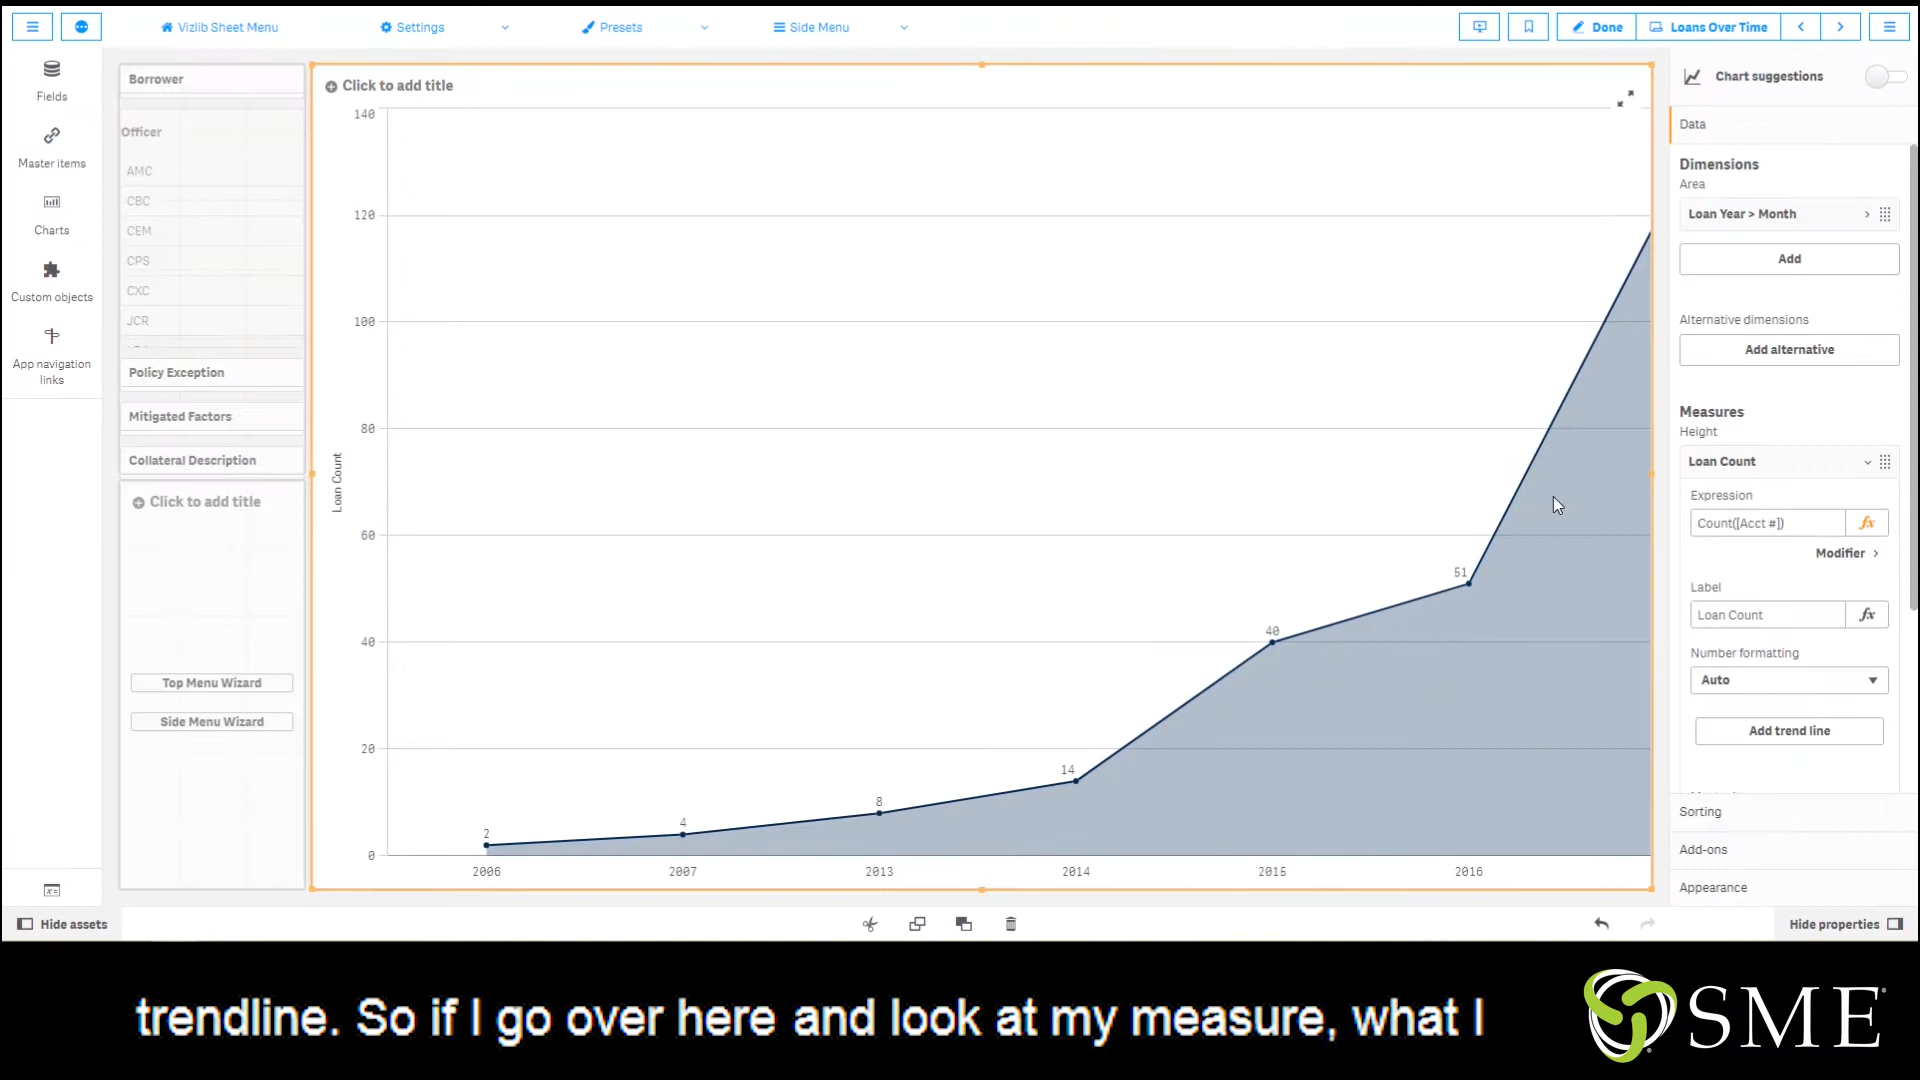 Vizlib Sheet Menu
Settings
Presets
Side Menu
Done
Loans Over Time
Fields
Master items
Charts
Custom objects
App navigation
links
Borrower
Officer
AMC
CBC
CEM
CPS
CXC
JCR
Policy Exception
Mitigated Factors
Collateral Description
Click to add title
Top Menu Wizard
Side Menu Wizard
Click to add title
140
120
100
80
60
40
20
0
Loan Count
2
4
8
14
40
51
2006
2007
2013
2014
2015
2016
Chart suggestions
Data
Dimensions
Area
Loan Year > Month
Add
Alternative dimensions
Add alternative
Measures
Height
Loan Count
Expression
Count([Acct #])
fx
Modifier
Label
Loan Count
fx
Number formatting
Auto
Add trend line
Sorting
Add-ons
Appearance
Hide assets
Hide properties
trendline. So if I go over here and look at my measure, what I
SME